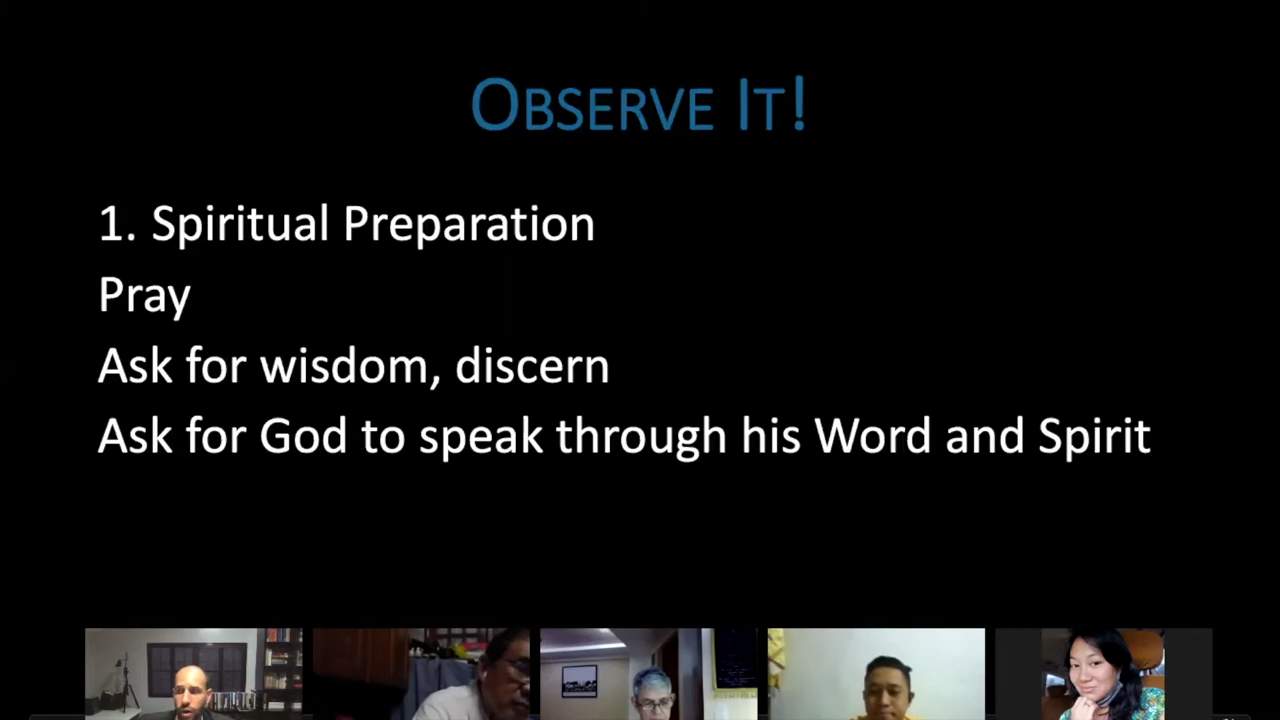 OBSERVE IT!
1. Spiritual Preparation
Pray
Ask for wisdom, discern
Ask for God to speak through his Word and Spirit